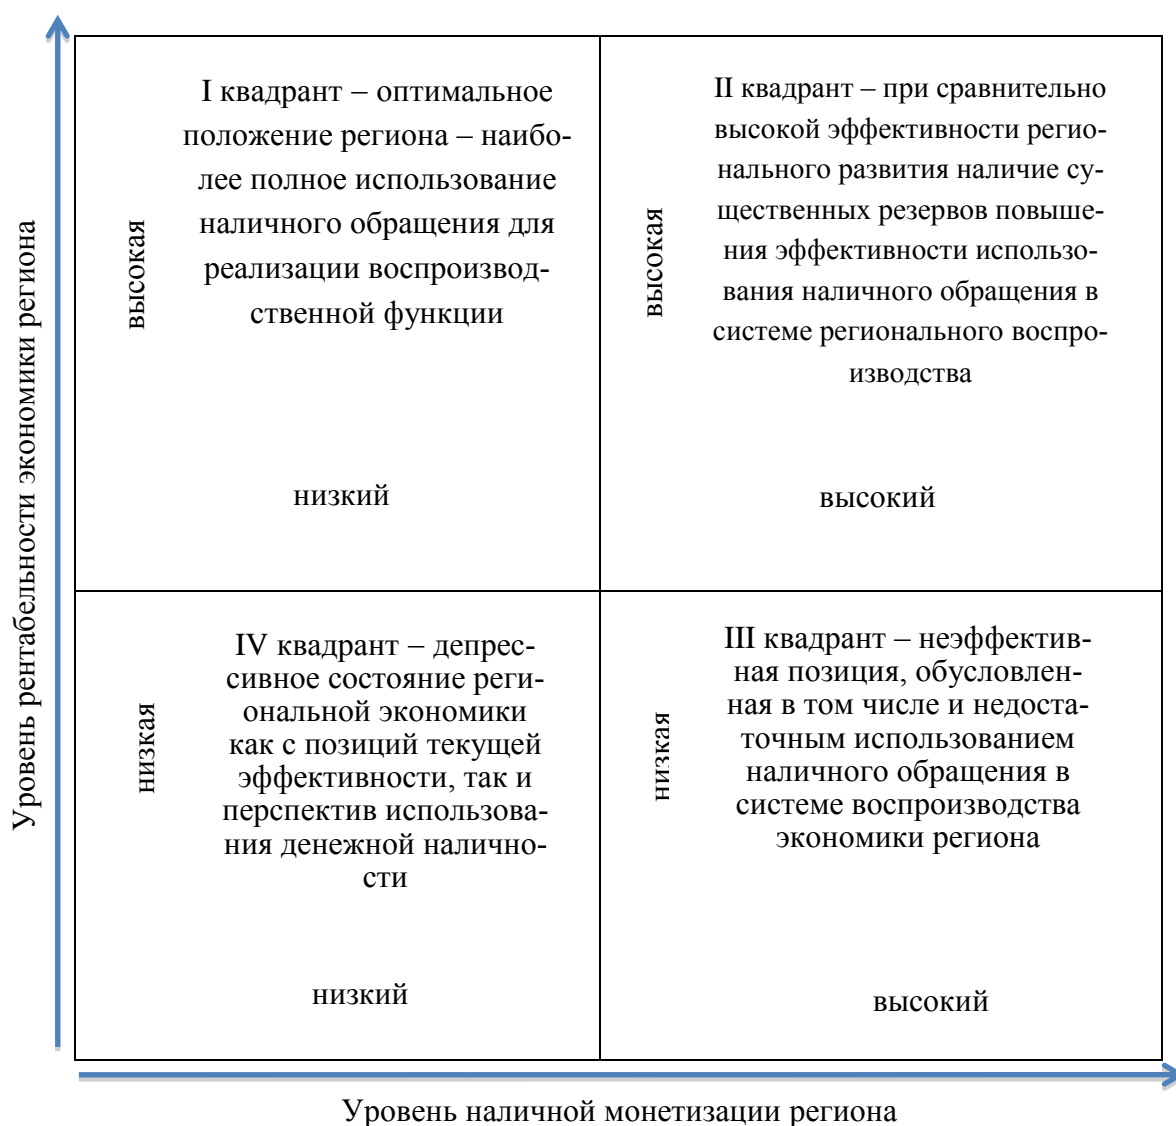 Уровень рентабельности экономики региона
высокая
I квадрант – оптимальное
положение региона – наибо-
лее полное использование
наличного обращения для
реализации воспроизвод-
ственной функции
низкий
высокая
II квадрант – при сравнительно
высокой эффективности регио-
нального развития наличие су-
щественных резервов повыше-
ния эффективности использо-
вания наличного обращения в
системе регионального воспро-
изводства
высокий
низкая
IV квадрант – депрес-
сивное состояние реги-
ональной экономики
как с позиций текущей
эффективности, так и
перспектив использова-
ния денежной налично-
сти
низкий
низкая
III квадрант – неэффектив-
ная позиция, обусловлен-
ная в том числе и недоста-
точным использованием
наличного обращения в
системе воспроизводства
экономики региона
высокий
Уровень наличной монетизации региона